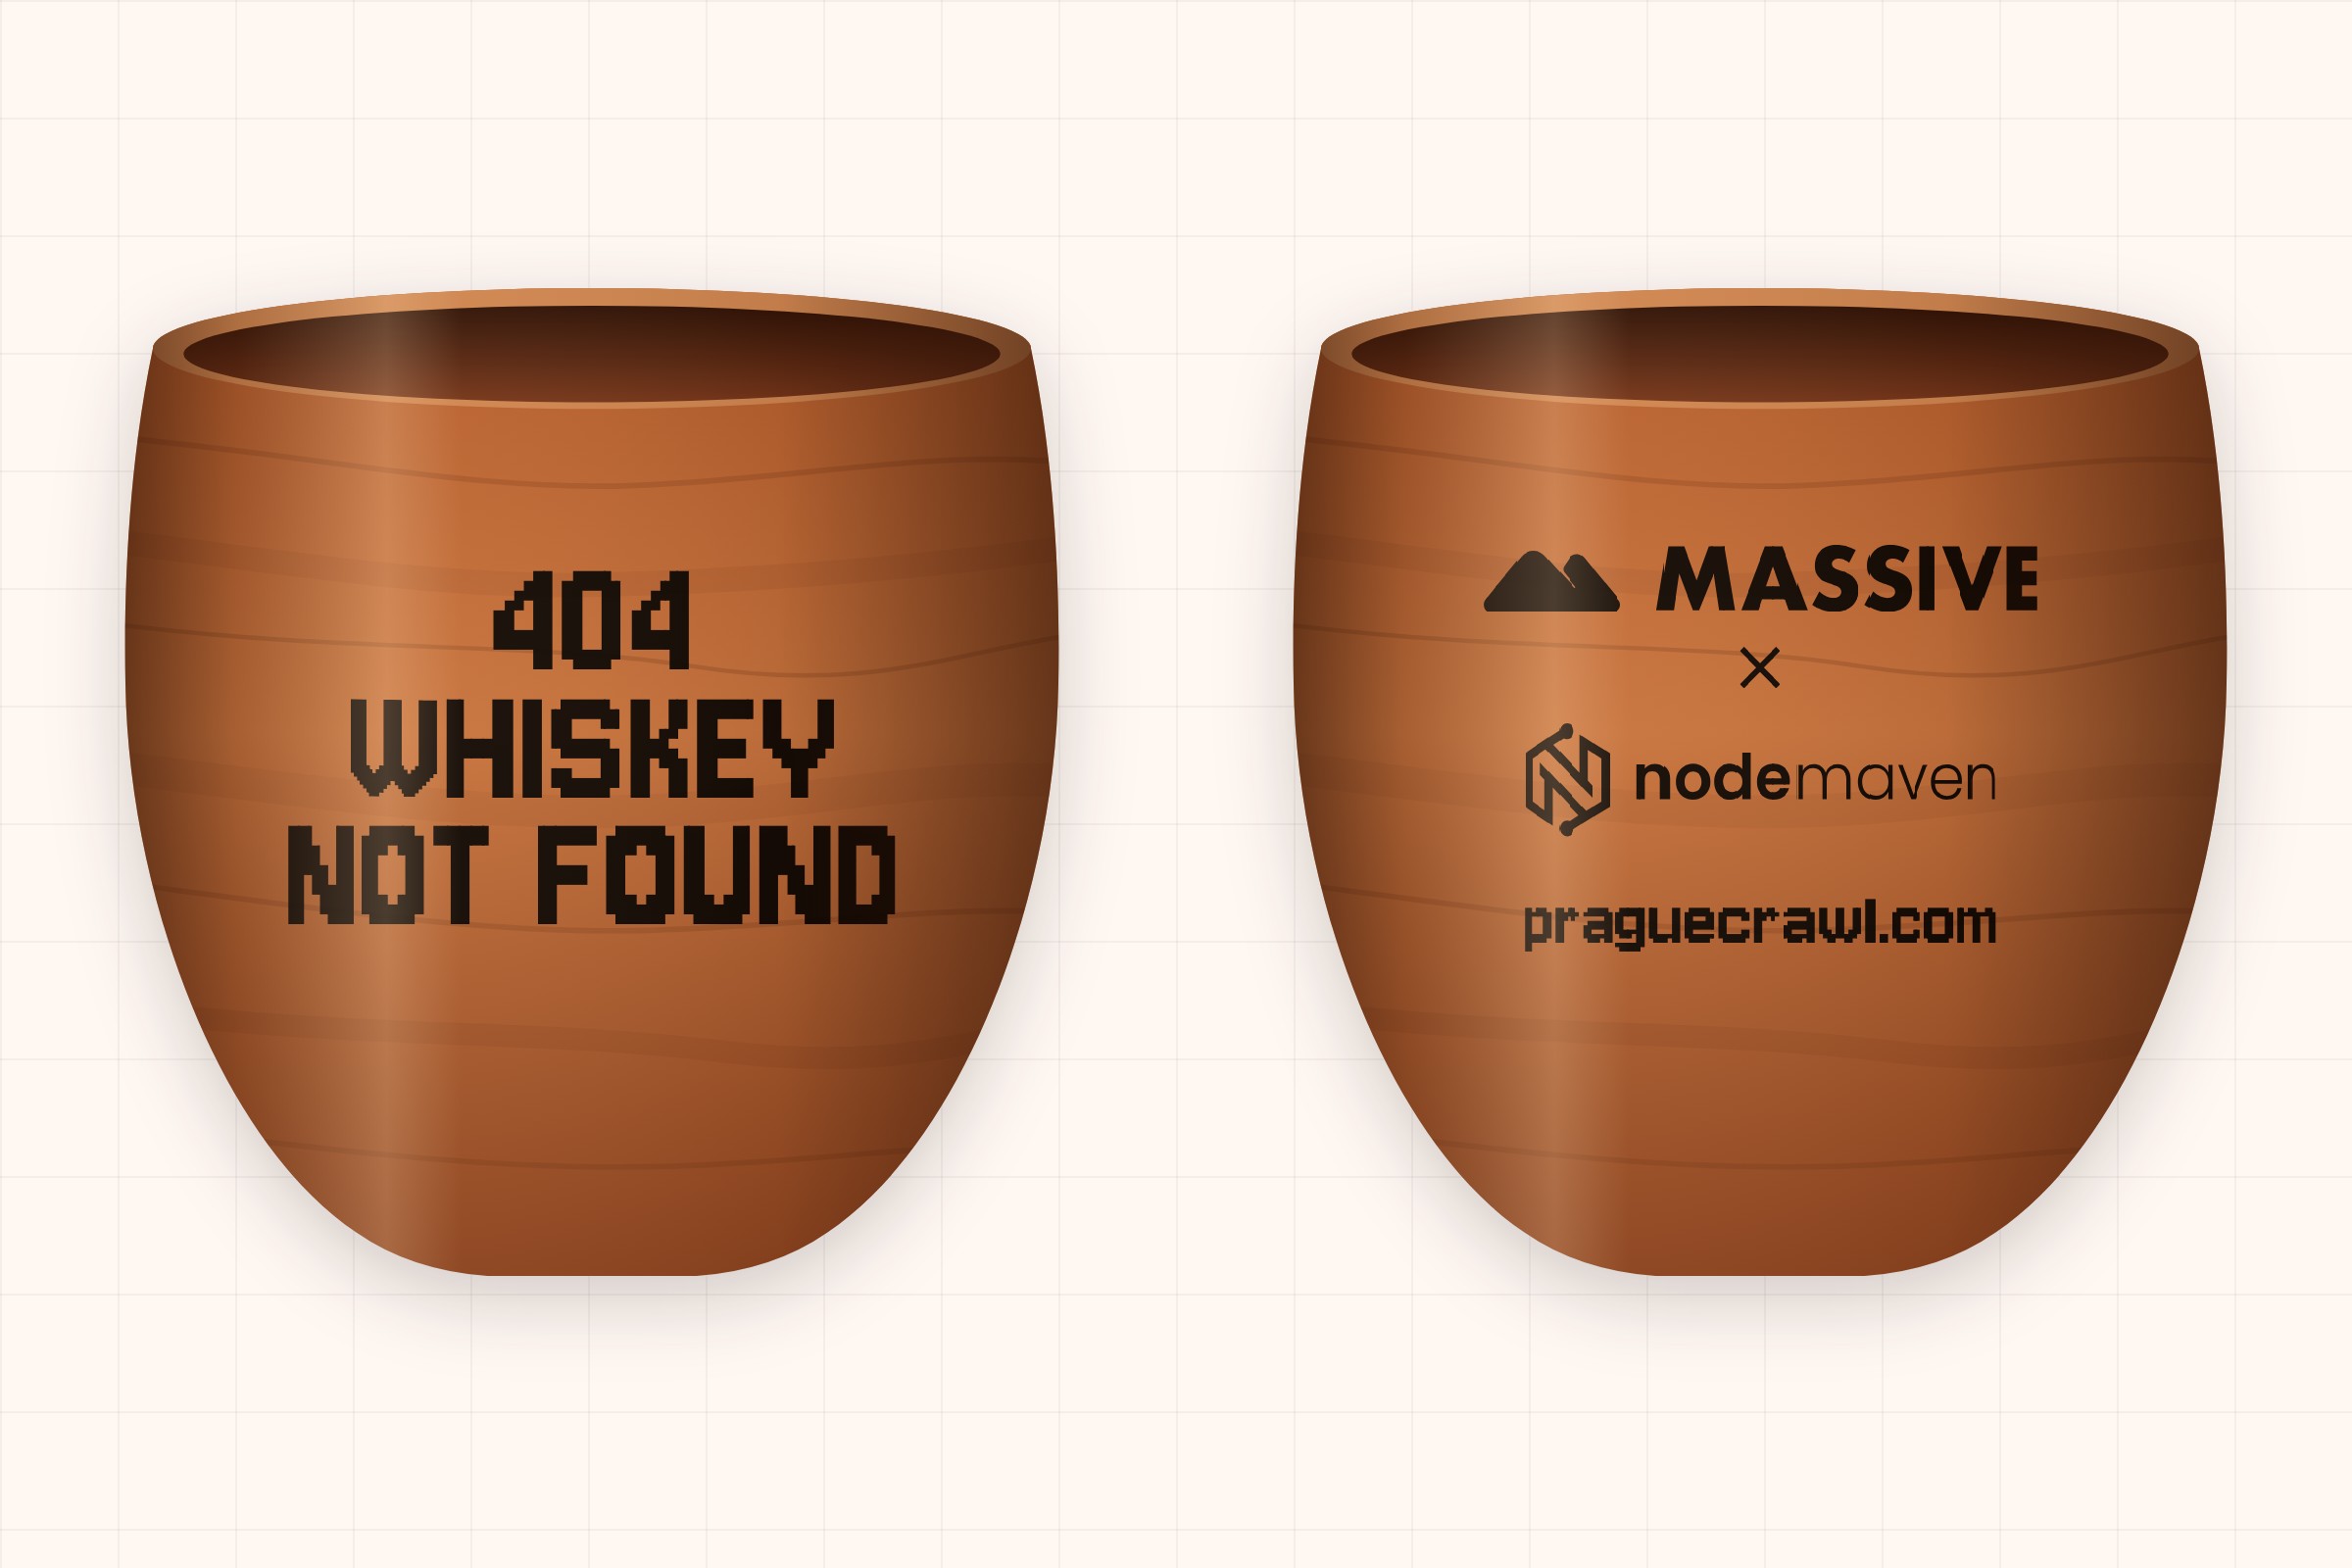 404
WHISKEY
NOT FOUND
MASSIVE
×
nodemaven
praguecrawl.com